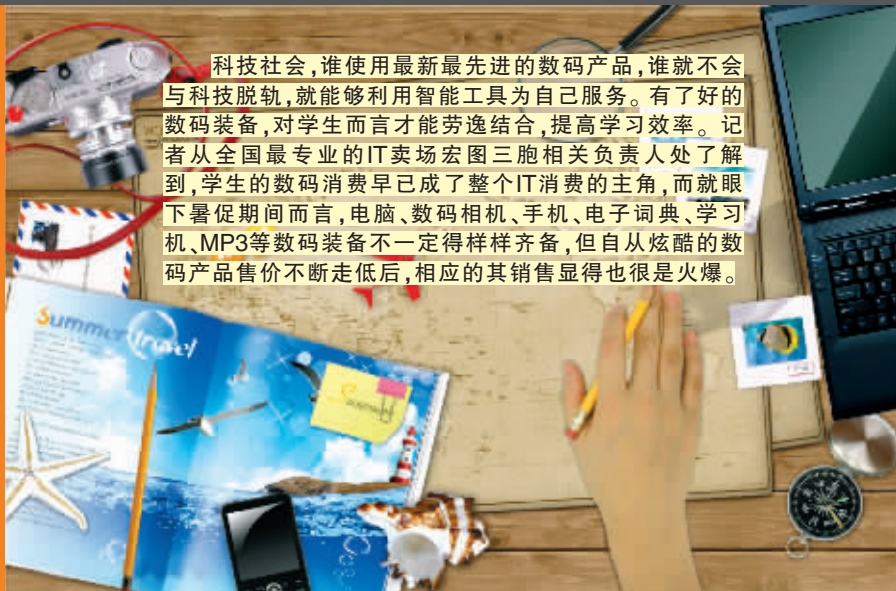 科技社会,谁使用最新最先进的数码产品,谁就不会
与科技脱轨,就能够利用智能工具为自己服务。有了好的
数码装备,对学生而言才能劳逸结合,提高学习效率。记
者从全国最专业的IT卖场宏图三胞相关负责人处了解
到,学生的数码消费早已成了整个IT消费的主角,而就眼
下暑促期间而言,电脑、数码相机、手机、电子词典、学习
机、MP3等数码装备不一定得样样齐备,但自从炫酷的数
码产品售价不断走低后,相应的其销售显得也很是火爆。
Summer
travel